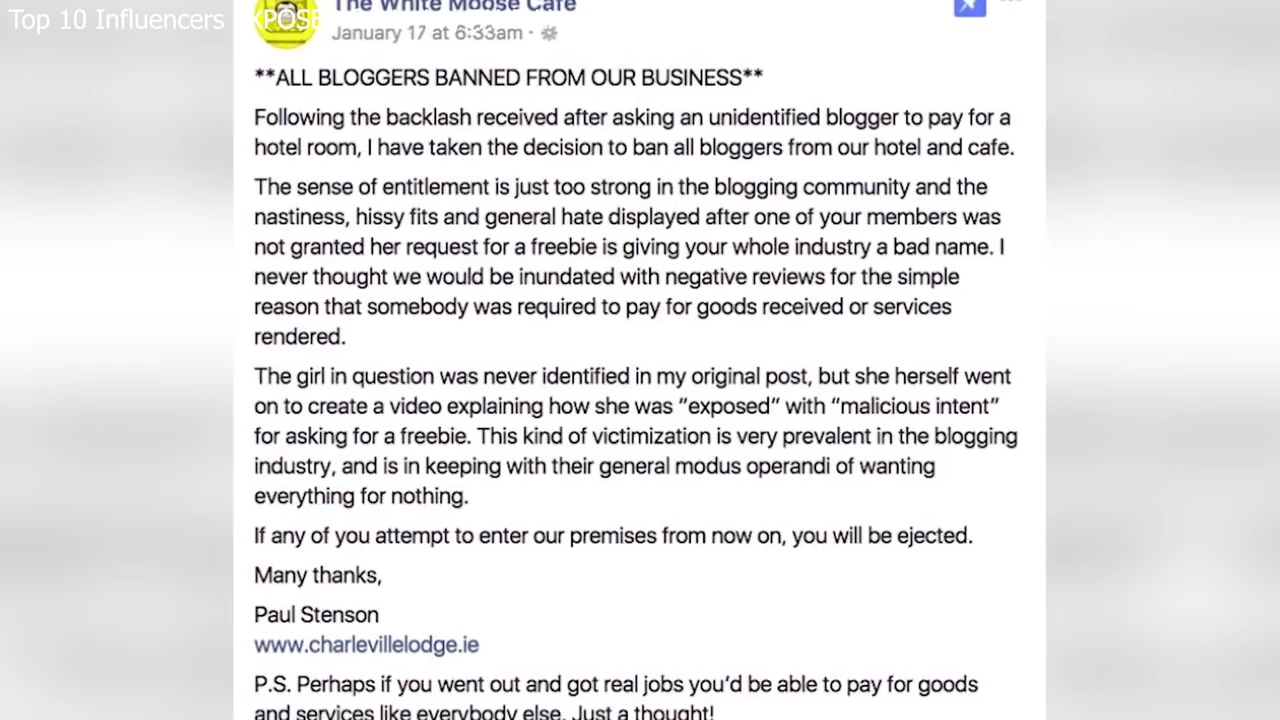 Top 10 Influencers EXPOSE
The White Moose Café
January 17 at 6:33am ·
**ALL BLOGGERS BANNED FROM OUR BUSINESS**
Following the backlash received after asking an unidentified blogger to pay for a
hotel room, I have taken the decision to ban all bloggers from our hotel and cafe.
The sense of entitlement is just too strong in the blogging community and the
nastiness, hissy fits and general hate displayed after one of your members was
not granted her request for a freebie is giving your whole industry a bad name. I
never thought we would be inundated with negative reviews for the simple
reason that somebody was required to pay for goods received or services
rendered.
The girl in question was never identified in my original post, but she herself went
on to create a video explaining how she was "exposed" with "malicious intent"
for asking for a freebie. This kind of victimization is very prevalent in the blogging
industry, and is in keeping with their general modus operandi of wanting
everything for nothing.
If any of you attempt to enter our premises from now on, you will be ejected.
Many thanks,
Paul Stenson
www.charlevillelodge.ie
P.S. Perhaps if you went out and got real jobs you'd be able to pay for goods
and services like everybody else. Just a thought!